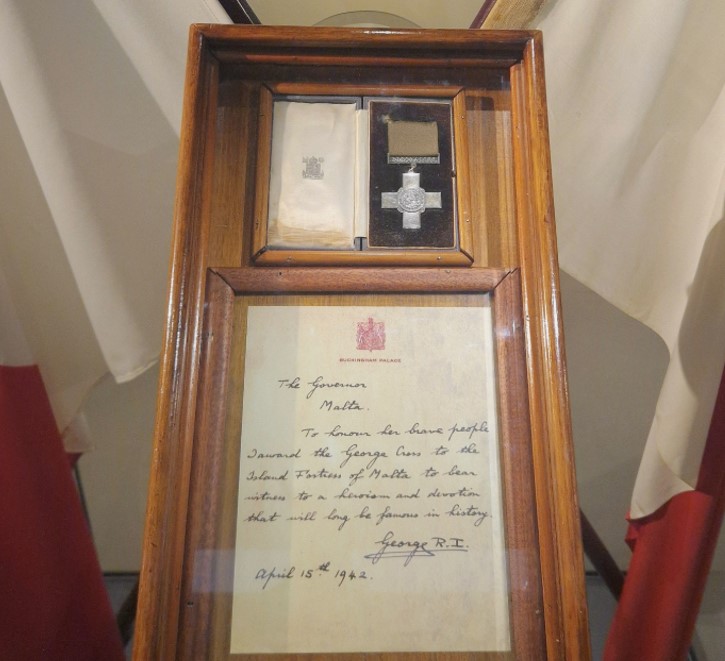 BUCKINGHAM PALACE
The Governor
Malta.
To honour her brave people
I award the George Cross to the
Island Fortress of Malta to bear
witness to a heroism and devotion
that will long be famous in history.
George R.I.
April 15th 1942.